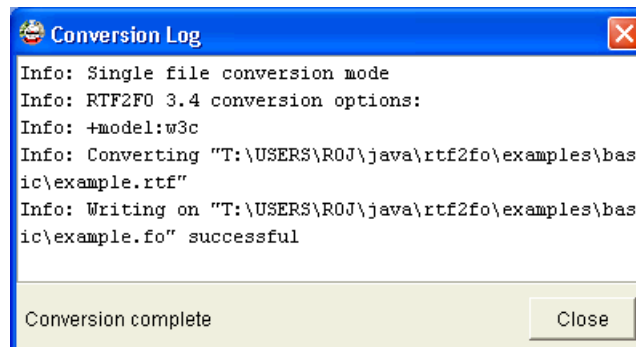 Conversion Log
Info: Single file conversion mode
Info: RTF2FO 3.4 conversion options:
Info: +model:w3c
Info: Converting "T:\USERS\ROJ\java\rtf2fo\examples\bas
ic\example.rtf"
Info: Writing on "T:\USERS\ROJ\java\rtf2fo\examples\bas
ic\example.fo" successful
Conversion complete
Close